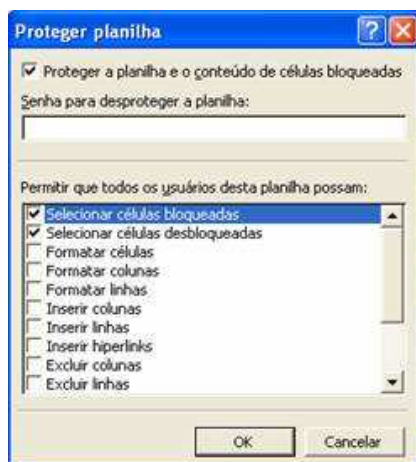 Proteger planilha
Proteger a planilha e o conteúdo de células bloqueadas
Senha para desproteger a planilha:
Permitir que todos os usuários desta planilha possam:
Selecionar células bloqueadas
Selecionar células desbloqueadas
Formatar células
Formatar colunas
Formatar linhas
Inserir colunas
Inserir linhas
Inserir hiperlinks
Excluir colunas
Excluir linhas
OK Cancelar